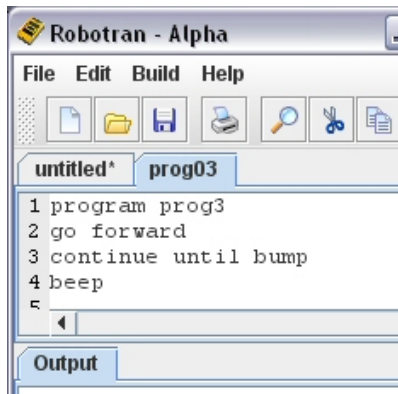 Robotran - Alpha
File Edit Build Help
untitled* prog03
1 program prog3
2 go forward
3 continue until bump
4 beep
5
Output